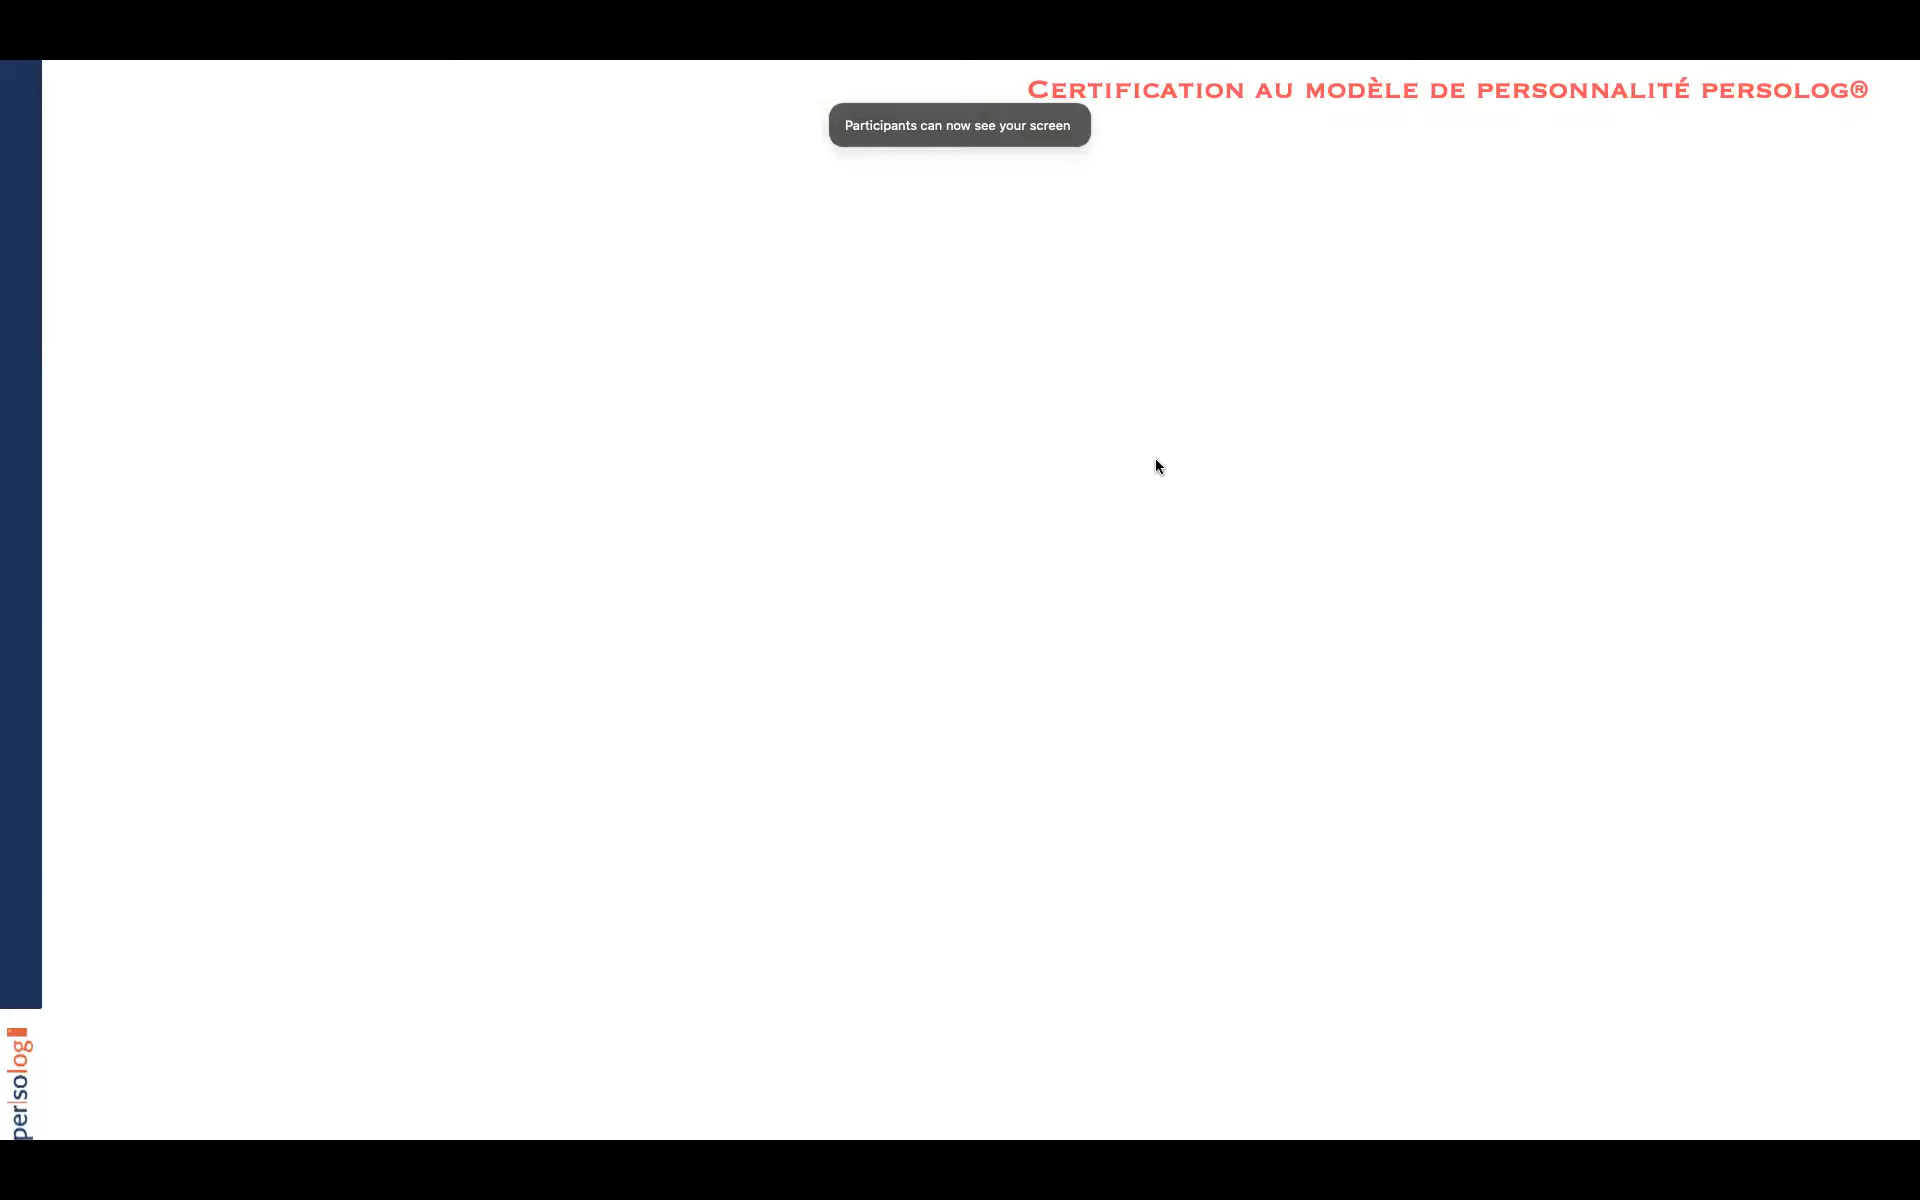 Certification au modèle de personnalité persolog®
Participants can now see your screen
persolog